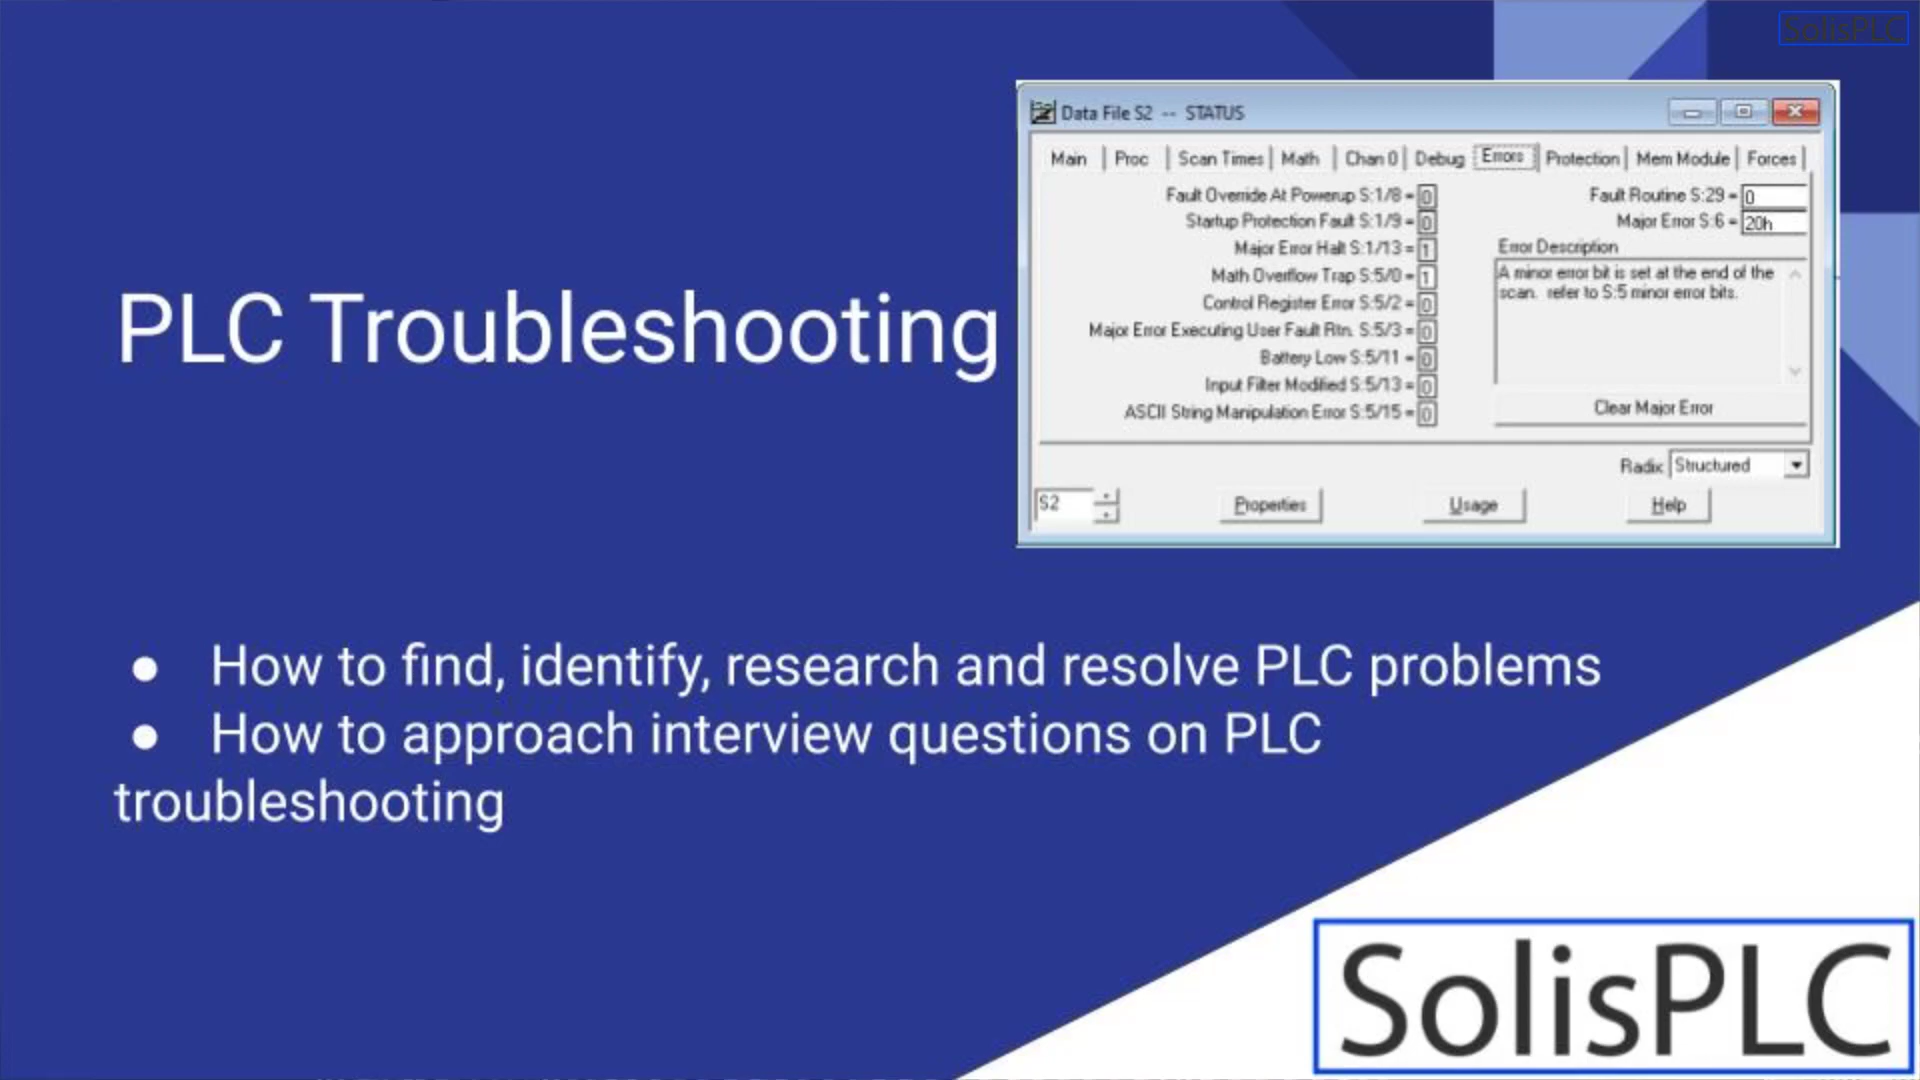 SolisPLC
Data File S2 -- STATUS
Main Proc Scan Times Math Chan 0 Debug Errors Protection Mem Module Forces
Fault Override At Powerup S:1/8 = 0
Startup Protection Fault S:1/9 = 0
Major Error Halt S:1/13 = 1
Math Overflow Trap S:5/0 = 1
Control Register Error S:5/2 = 0
Major Error Executing User Fault Rtn. S:5/3 = 0
Battery Low S:5/11 = 0
Input Filter Modified S:5/13 = 0
ASCII String Manipulation Error S:5/15 = 0
Fault Routine S:29 = 0
Major Error S:6 = 20h
Error Description
A minor error bit is set at the end of the
scan. refer to S:5 minor error bits.
Clear Major Error
Radix: Structured
S2 Properties Usage Help
PLC Troubleshooting
● How to find, identify, research and resolve PLC problems
● How to approach interview questions on PLC
troubleshooting
SolisPLC